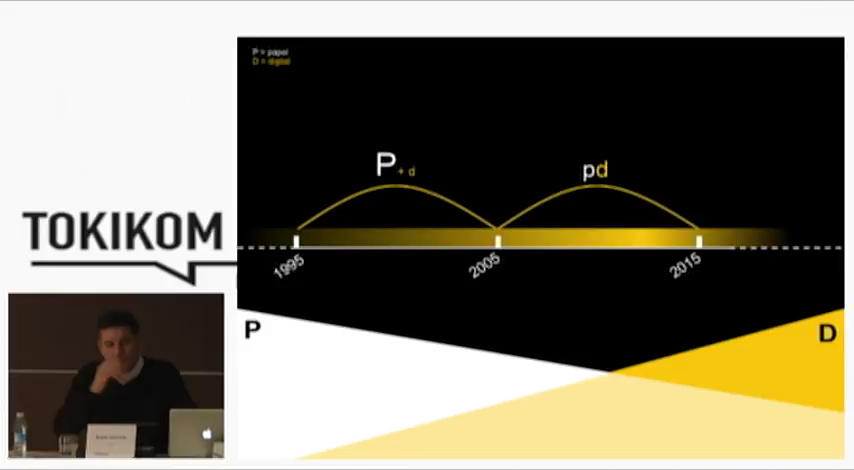 P = papel
D = digital
TOKIKOM
P + d
pd
1995
2005
2015
P
D